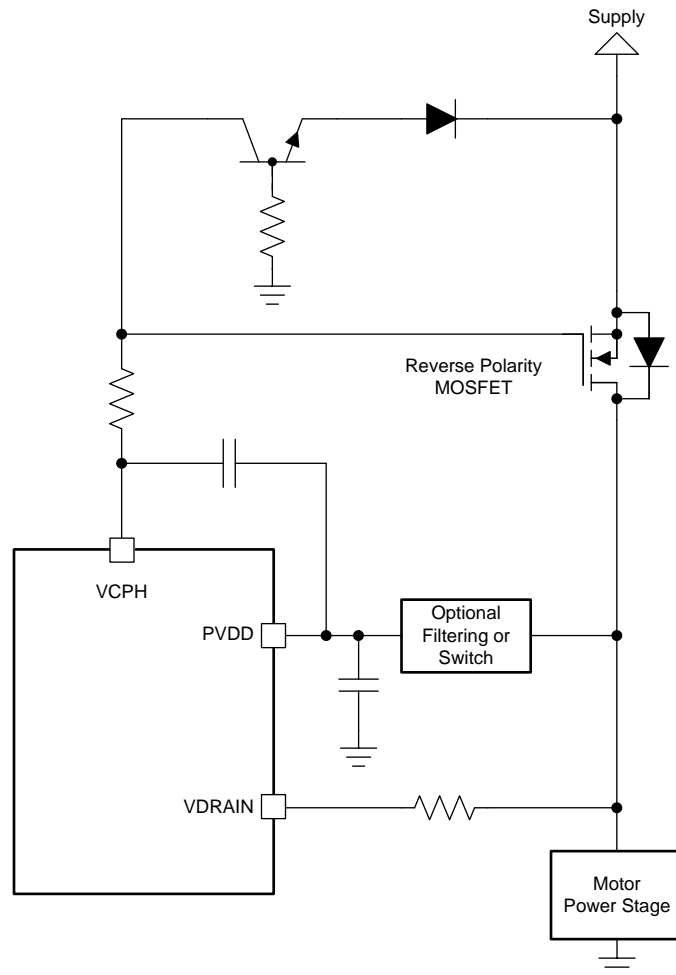 Supply
Reverse Polarity
MOSFET
VCPH
PVDD
Optional
Filtering or
Switch
VDRAIN
Motor
Power Stage